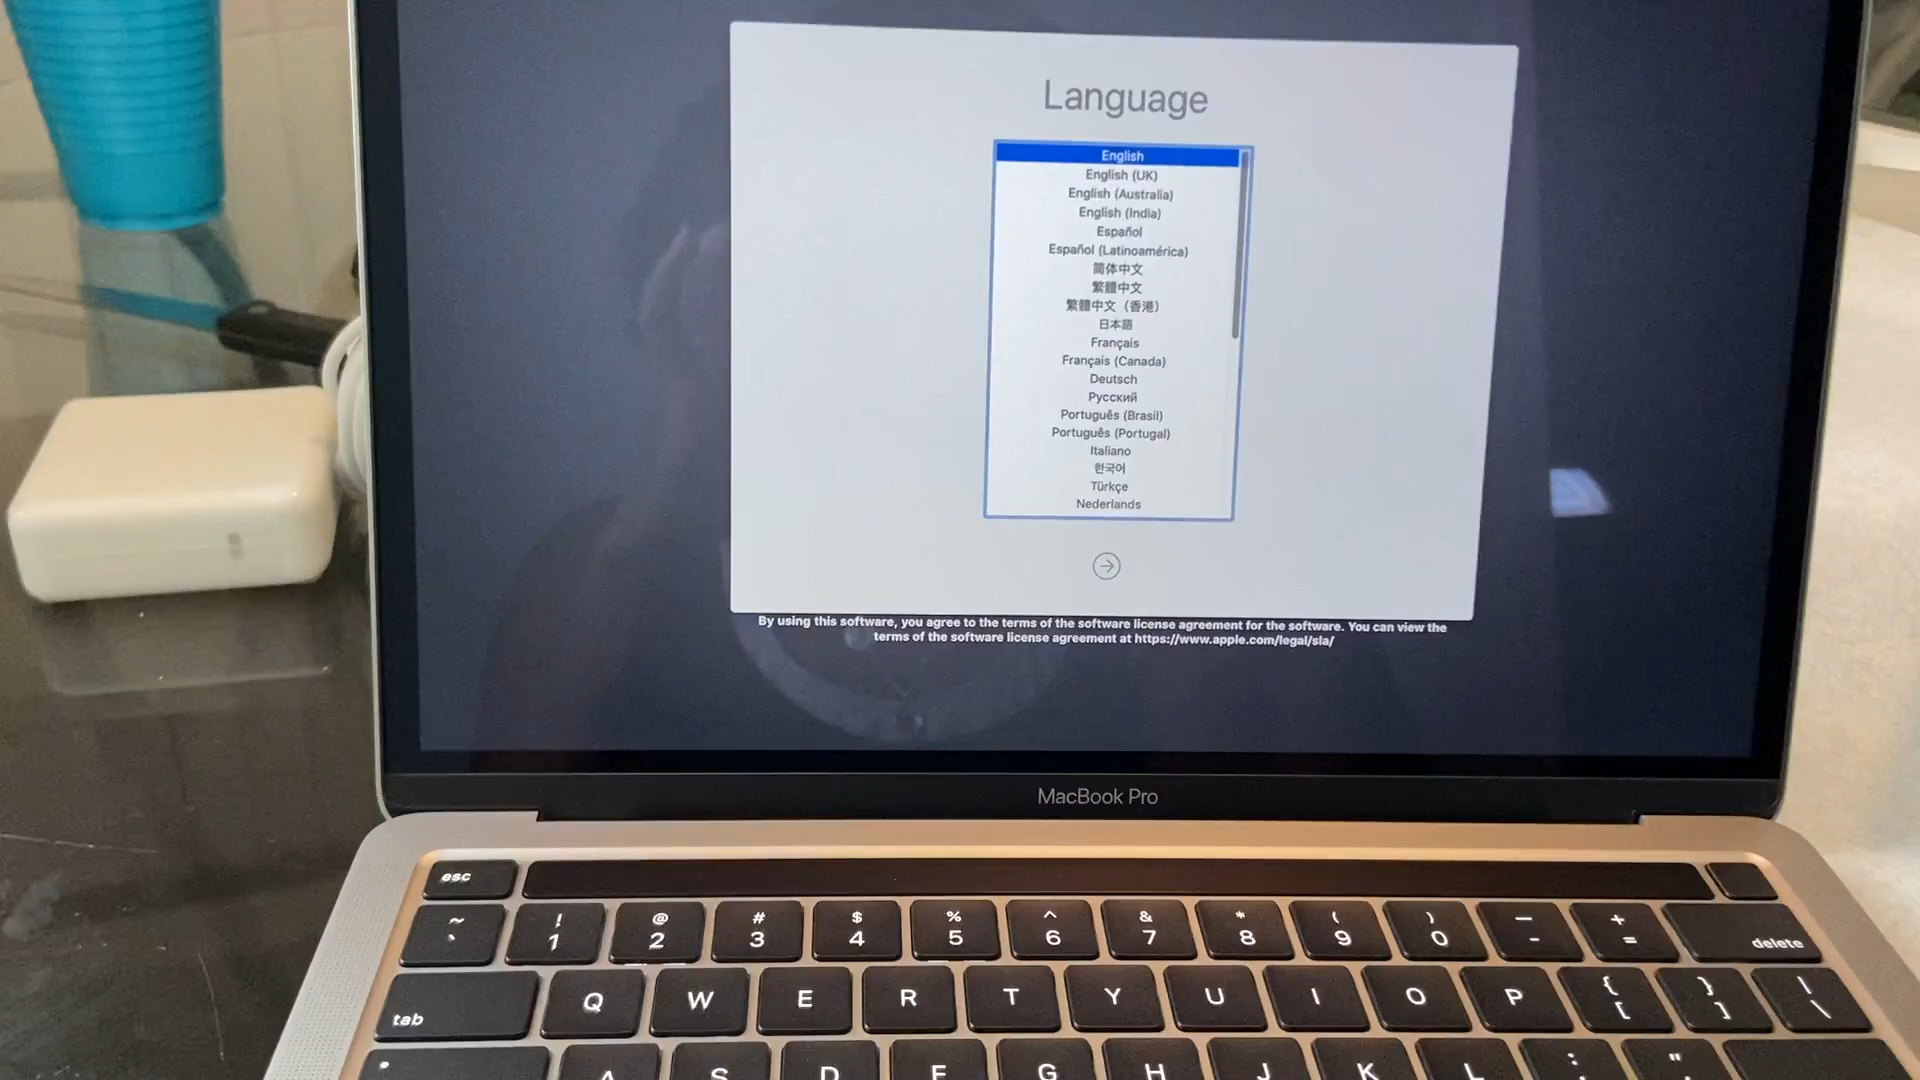 Language
English
English (UK)
English (Australia)
English (India)
Español
Español (Latinoamérica)
简体中文
繁體中文
繁體中文（香港）
日本語
Français
Français (Canada)
Deutsch
Русский
Português (Brasil)
Português (Portugal)
Italiano
한국어
Türkçe
Nederlands
By using this software, you agree to the terms of the software license agreement for the software. You can view the
terms of the software license agreement at https://www.apple.com/legal/sla/
MacBook Pro
esc
~ ! @ # $ % ^ & * ( ) — +
` 1 2 3 4 5 6 7 8 9 0 - = delete
tab Q W E R T Y U I O P { [ } ] | \
A S D F G H J K L : "